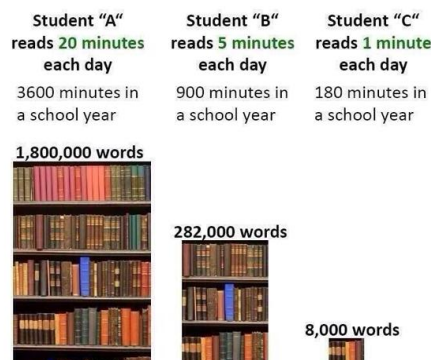 Student “A“
reads 20 minutes
each day
3600 minutes in
a school year
1,800,000 words
Student “B“
reads 5 minutes
each day
900 minutes in
a school year
282,000 words
Student “C“
reads 1 minute
each day
180 minutes in
a school year
8,000 words